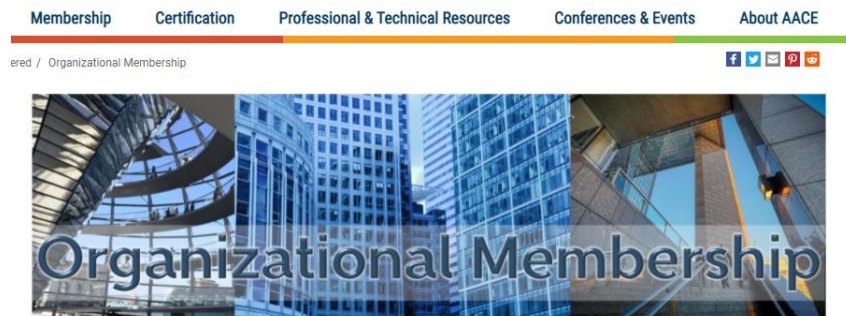 Membership Certification Professional & Technical Resources Conferences & Events About AACE
ered / Organizational Membership
Organizational Membership